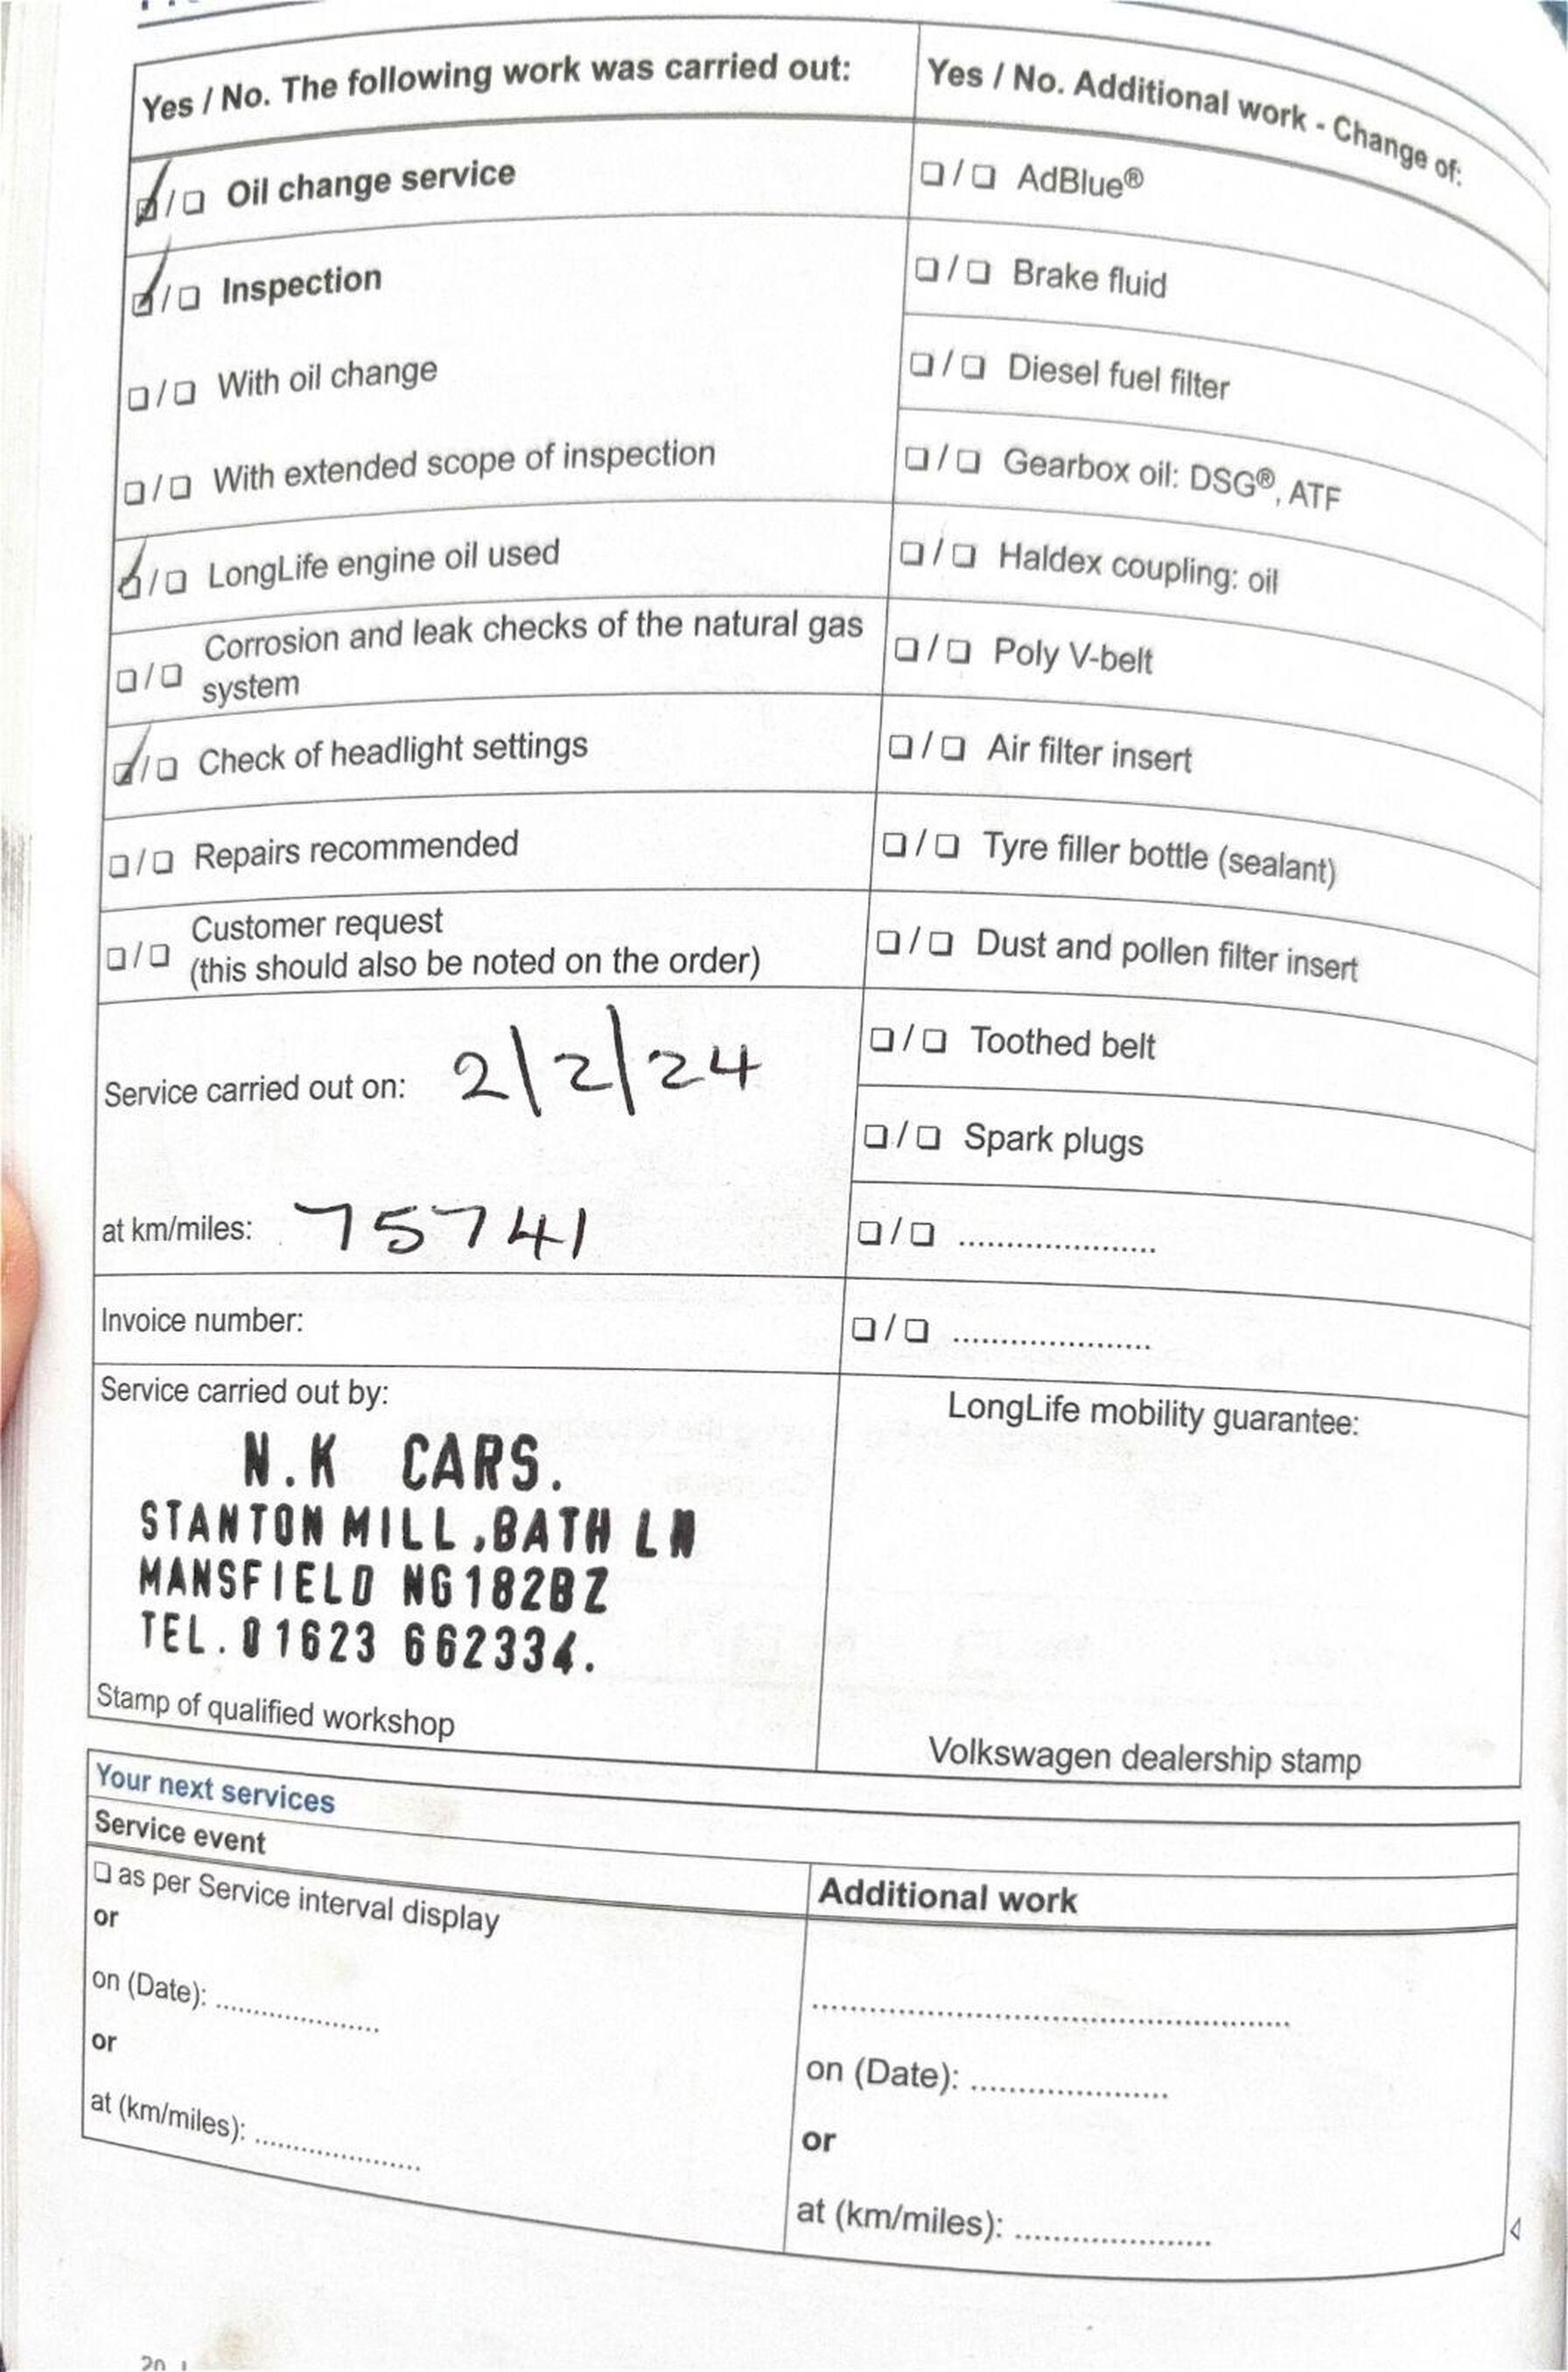 Yes / No. The following work was carried out:
☑/☐ Oil change service
☑/☐ Inspection
☐/☐ With oil change
☐/☐ With extended scope of inspection
☑/☐ LongLife engine oil used
☐/☐ Corrosion and leak checks of the natural gas
system
☑/☐ Check of headlight settings
☐/☐ Repairs recommended
☐/☐ Customer request
(this should also be noted on the order)
Service carried out on: 2/2/24
at km/miles: 75741
Invoice number:
Service carried out by:
N.K CARS.
STANTON MILL,BATH LN
MANSFIELD NG182BZ
TEL.01623 662334.
Stamp of qualified workshop
Yes / No. Additional work - Change of:
☐/☐ AdBlue®
☐/☐ Brake fluid
☐/☐ Diesel fuel filter
☐/☐ Gearbox oil: DSG®, ATF
☐/☐ Haldex coupling: oil
☐/☐ Poly V-belt
☐/☐ Air filter insert
☐/☐ Tyre filler bottle (sealant)
☐/☐ Dust and pollen filter insert
☐/☐ Toothed belt
☐/☐ Spark plugs
☐/☐ .....................
☐/☐ .....................
LongLife mobility guarantee:
Volkswagen dealership stamp
Your next services
Service event
☐ as per Service interval display
or
on (Date): .....................
or
at (km/miles): .....................
Additional work
..................................................
on (Date): .....................
or
at (km/miles): .....................